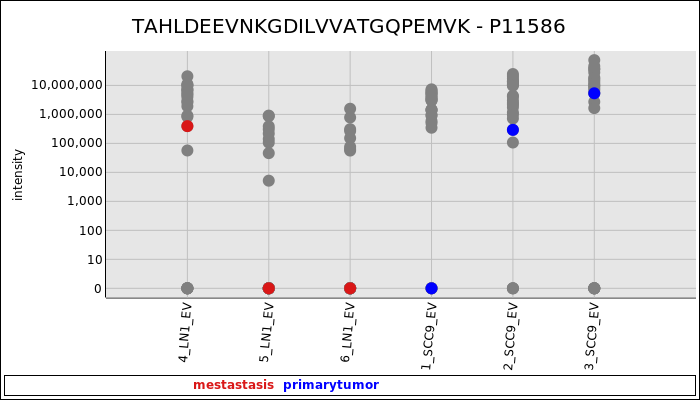 TAHLDEEVNKGDILVVATGQPEMVK - P11586
10,000,000
1,000,000
100,000
10,000
1,000
100
10
0
intensity
4_LN1_EV
5_LN1_EV
6_LN1_EV
1_SCC9_EV
2_SCC9_EV
3_SCC9_EV
mestastasis primarytumor